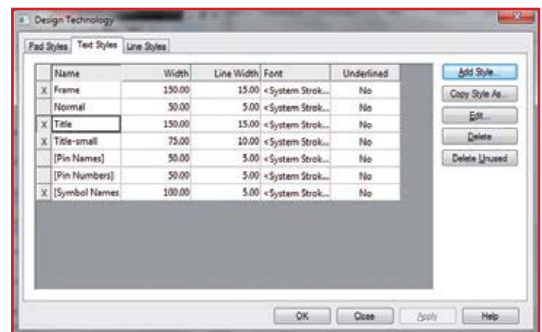 Design Technology
Pad Styles Text Styles Line Styles
Name Width Line Width Font Underlined
X Frame 150.00 15.00 <System Strok... No
Normal 50.00 5.00 <System Strok... No
X Title 150.00 15.00 <System Strok... No
X Title-small 75.00 10.00 <System Strok... No
[Pin Names] 50.00 5.00 <System Strok... No
[Pin Numbers] 50.00 5.00 <System Strok... No
X [Symbol Names 100.00 5.00 <System Strok... No
Add Style...
Copy Style As...
Edit...
Delete
Delete Unused
OK Close Apply Help